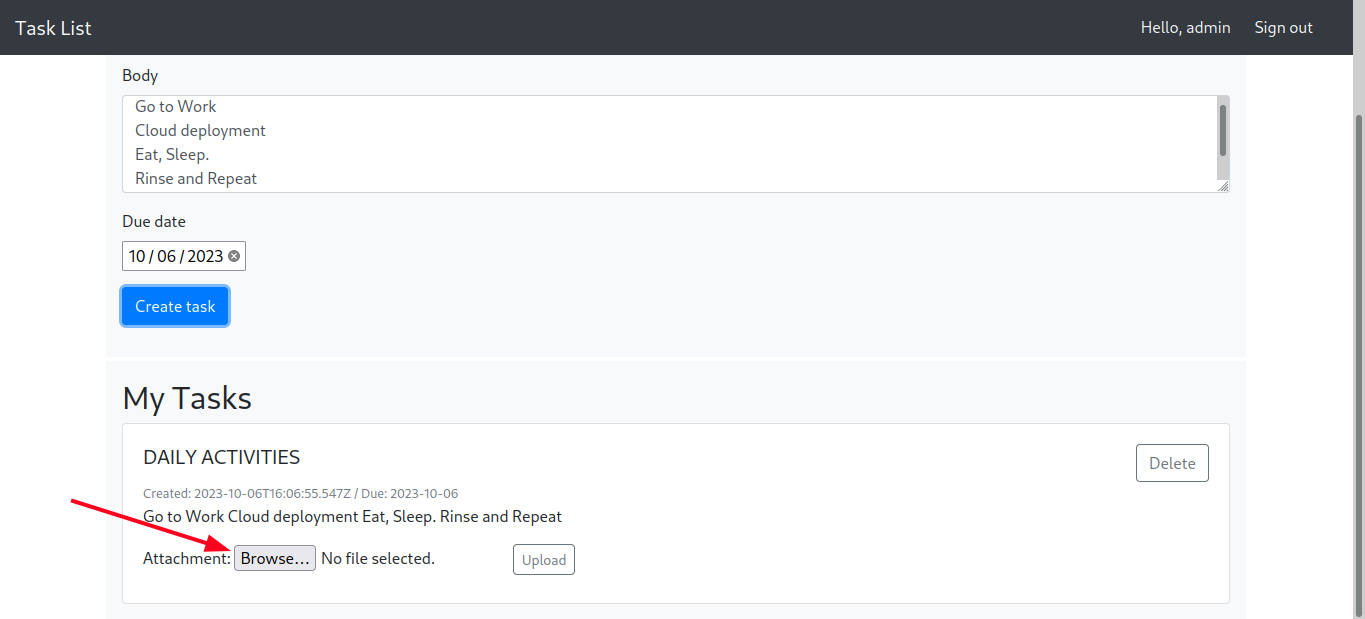 Task List
Hello, admin
Sign out
Body
Go to Work
Cloud deployment
Eat, Sleep.
Rinse and Repeat
Due date
10 / 06 / 2023
Create task
My Tasks
DAILY ACTIVITIES
Delete
Created: 2023-10-06T16:06:55.547Z / Due: 2023-10-06
Go to Work Cloud deployment Eat, Sleep. Rinse and Repeat
Attachment: Browse... No file selected. Upload